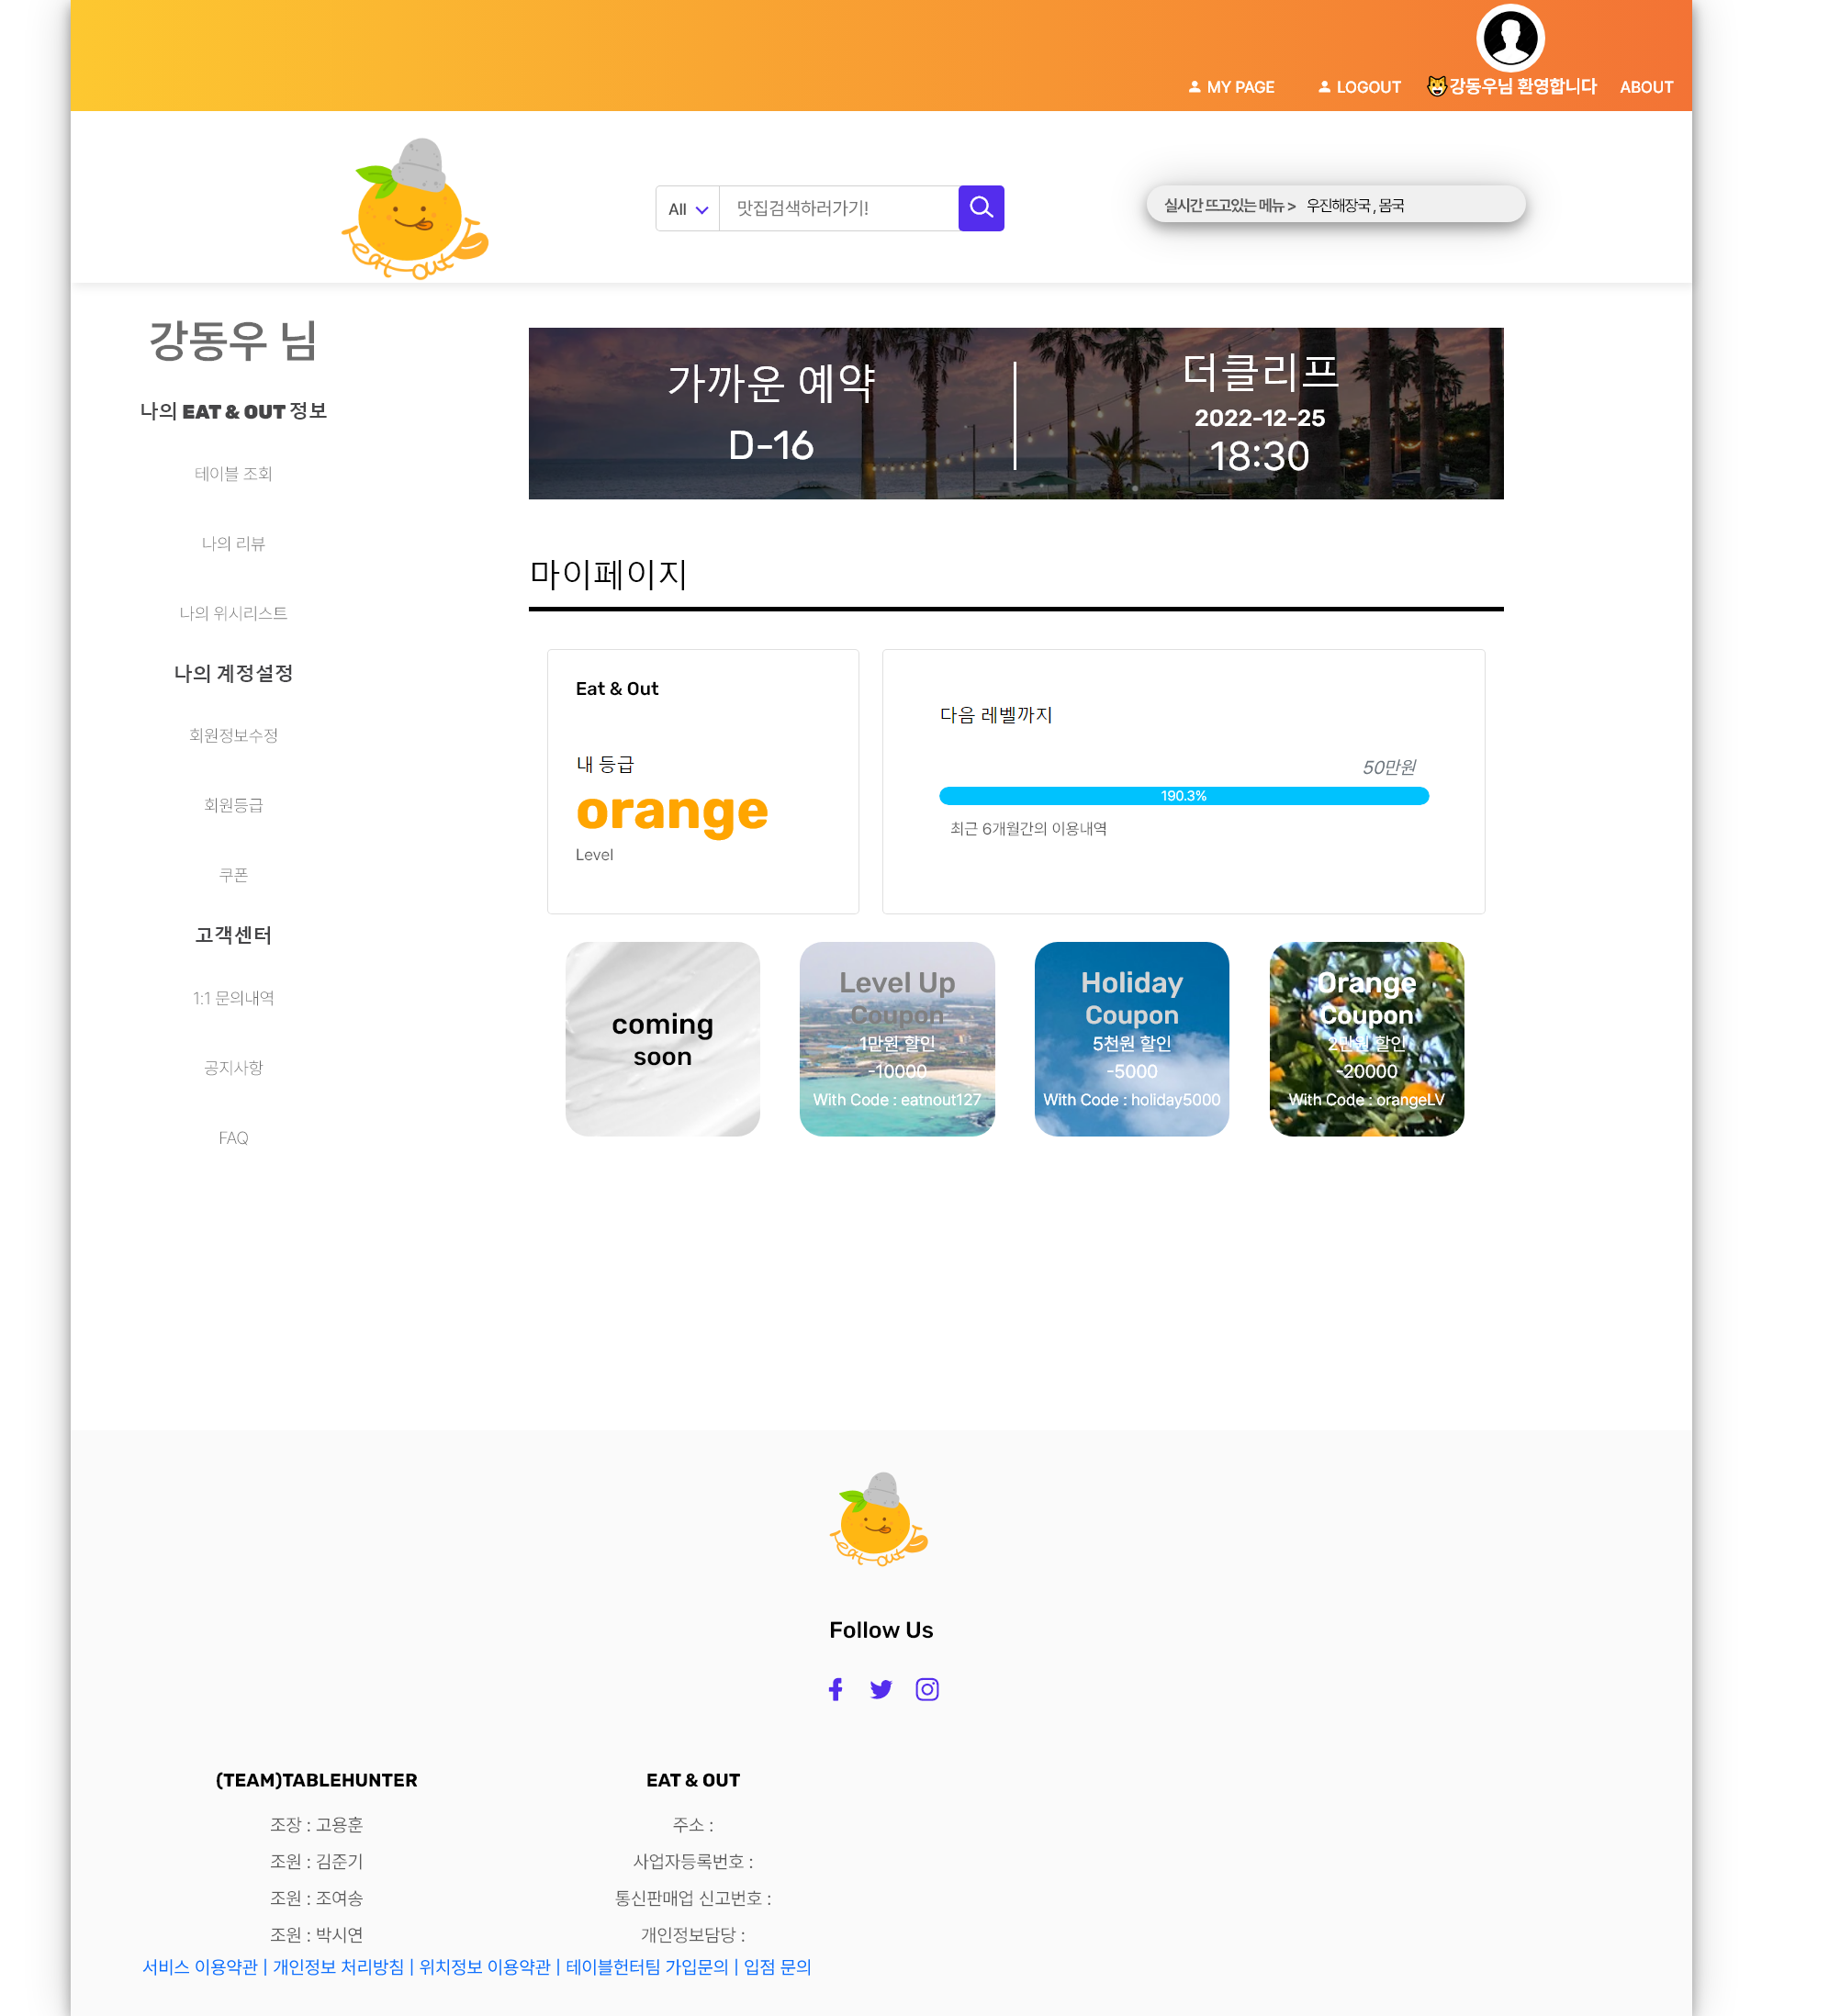 MY PAGE
LOGOUT
😺강동우님 환영합니다
ABOUT
eat out
All
맛집검색하러가기!
실시간 뜨고있는 메뉴 > 우진해장국 , 몸국
강동우 님
나의 EAT & OUT 정보
테이블 조회
나의 리뷰
나의 위시리스트
나의 계정설정
회원정보수정
회원등급
쿠폰
고객센터
1:1 문의내역
공지사항
FAQ
가까운 예약
D-16
더클리프
2022-12-25
18:30
마이페이지
Eat & Out
내 등급
orange
Level
다음 레벨까지
50만원
190.3%
최근 6개월간의 이용내역
coming
soon
Level Up
Coupon
1만원 할인
-10000
With Code : eatnout127
Holiday
Coupon
5천원 할인
-5000
With Code : holiday5000
Orange
Coupon
2만원 할인
-20000
With Code : orangeLV
eat out
Follow Us
(TEAM)TABLEHUNTER
조장 : 고용훈
조원 : 김준기
조원 : 조여송
조원 : 박시연
EAT & OUT
주소 :
사업자등록번호 :
통신판매업 신고번호 :
개인정보담당 :
서비스 이용약관 | 개인정보 처리방침 | 위치정보 이용약관 | 테이블헌터팀 가입문의 | 입점 문의